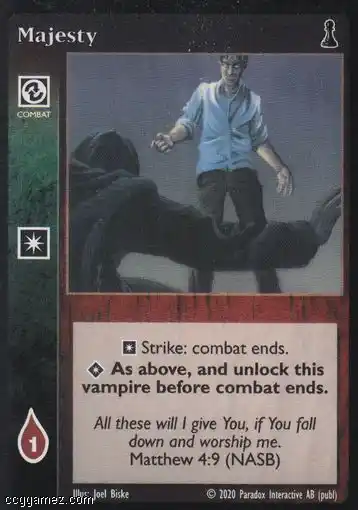 Majesty
COMBAT
Strike: combat ends.
As above, and unlock this
vampire before combat ends.
All these will I give You, if You fall
down and worship me.
Matthew 4:9 (NASB)
1
Illus: Joel Biske © 2020 Paradox Interactive AB (publ)
ccggamez.com